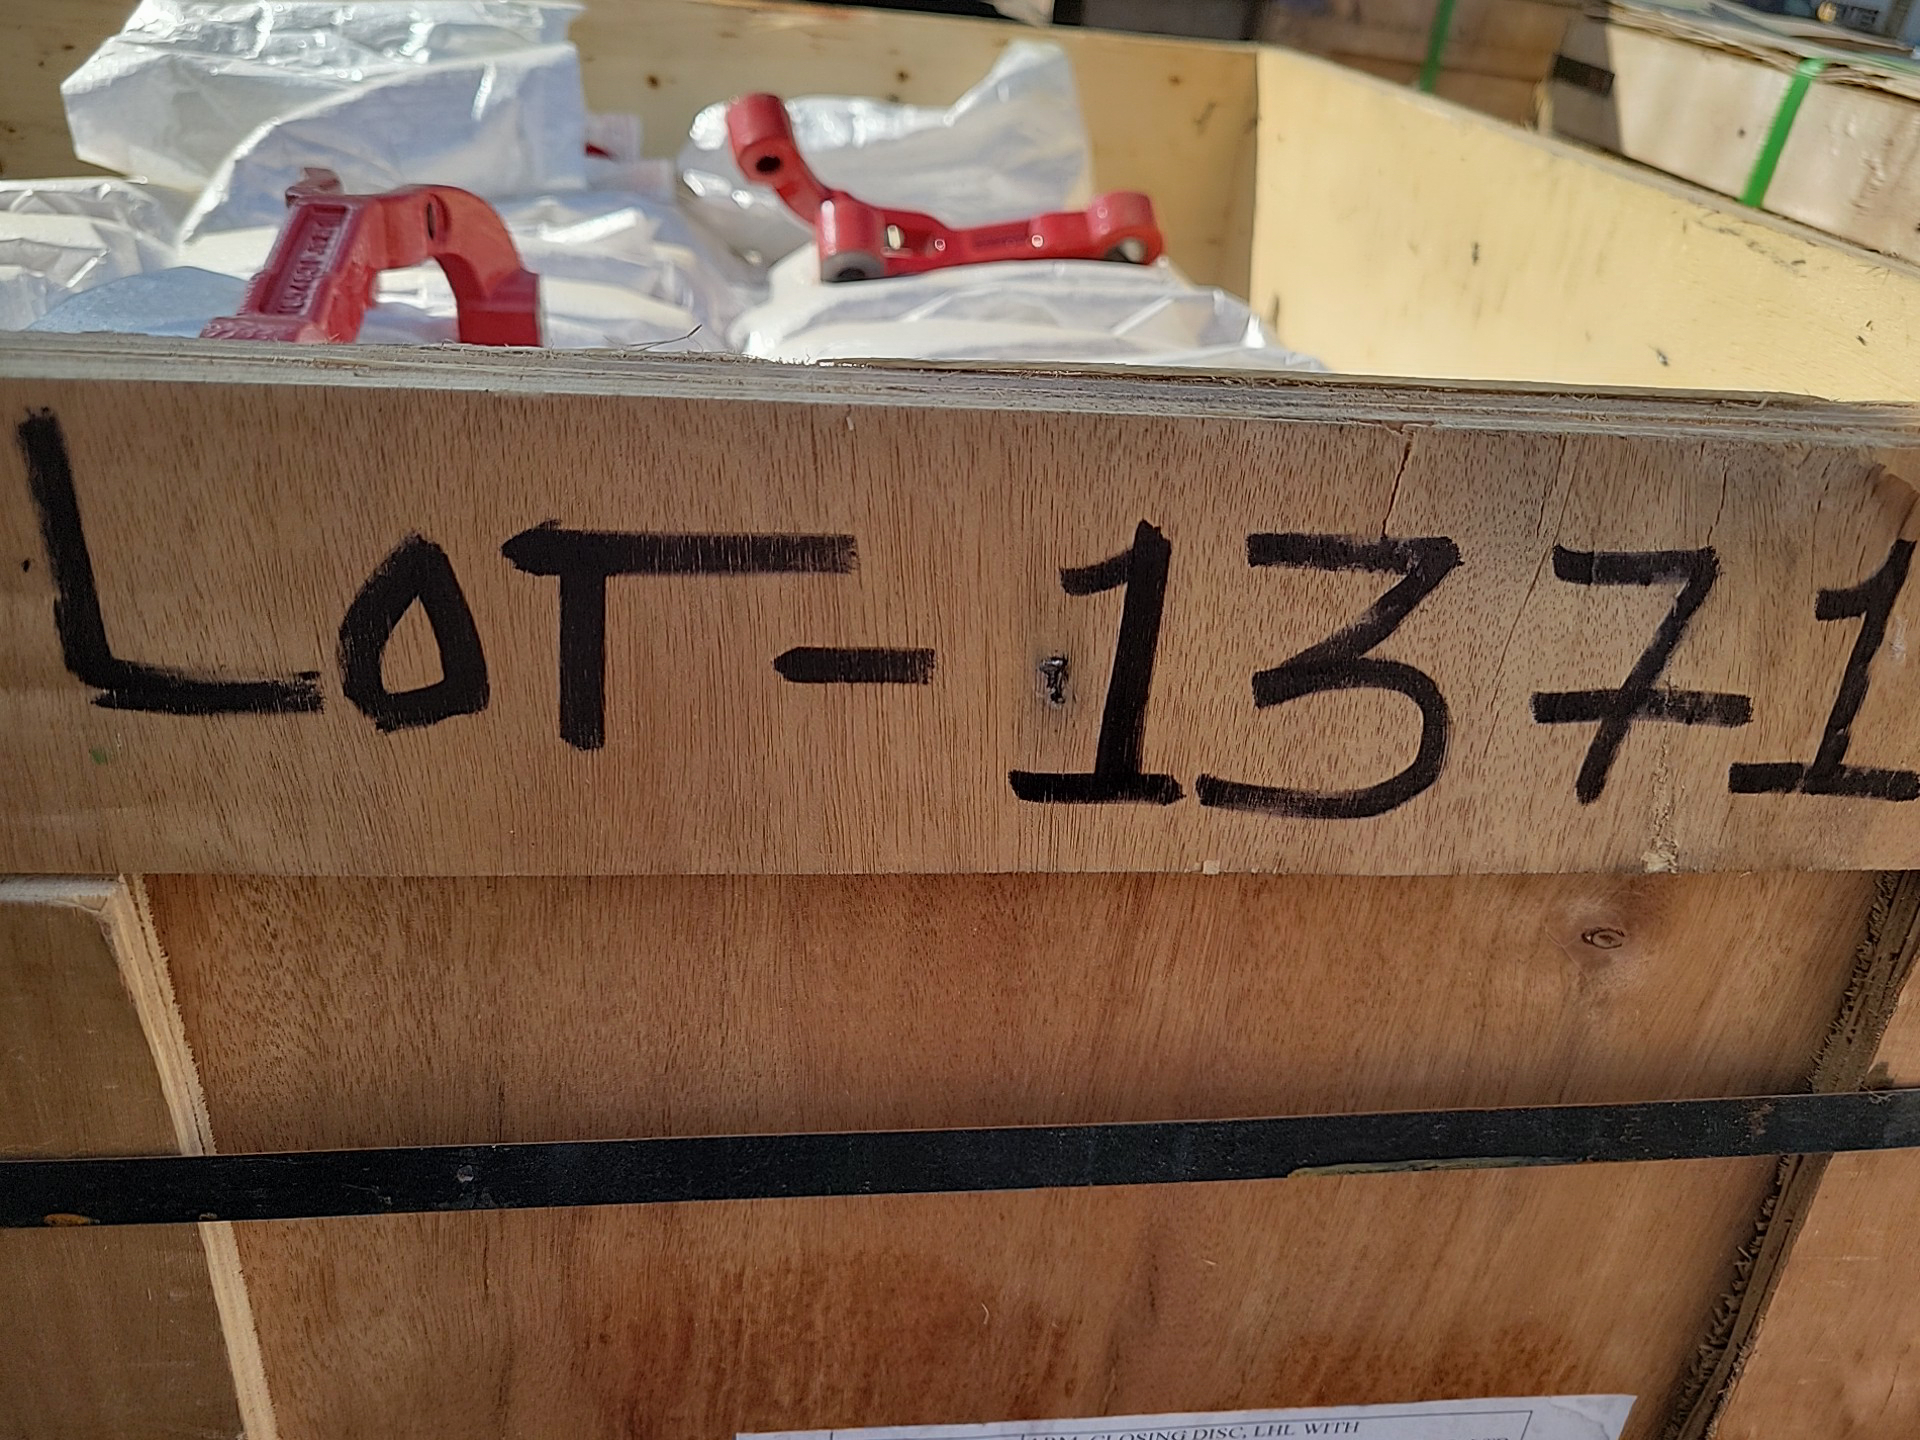 LOT-1371
ARM, CLOSING DISC, LHL WITH